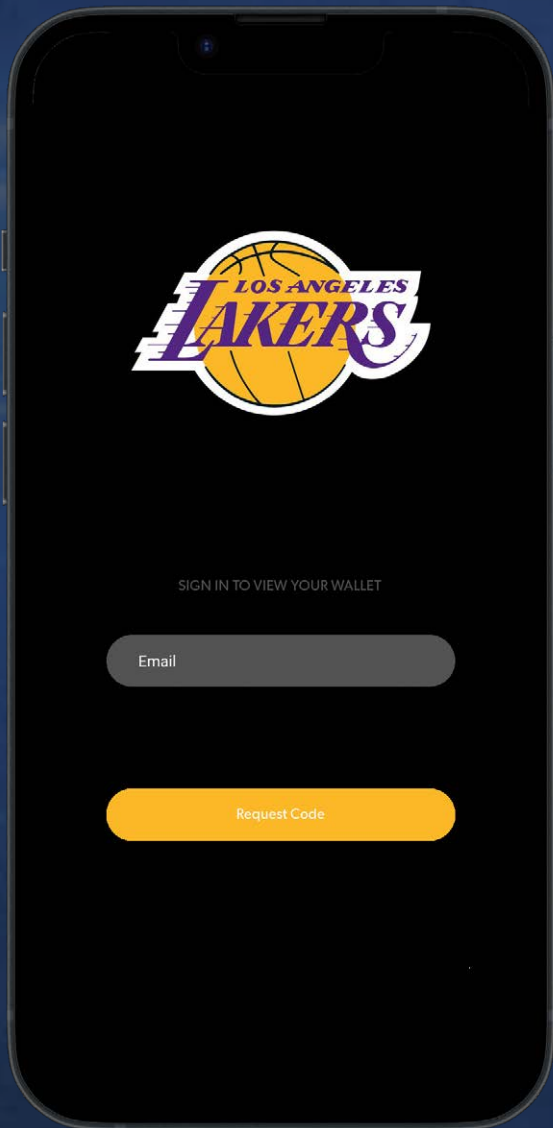 LOS ANGELES
LAKERS
SIGN IN TO VIEW YOUR WALLET
Email
Request Code